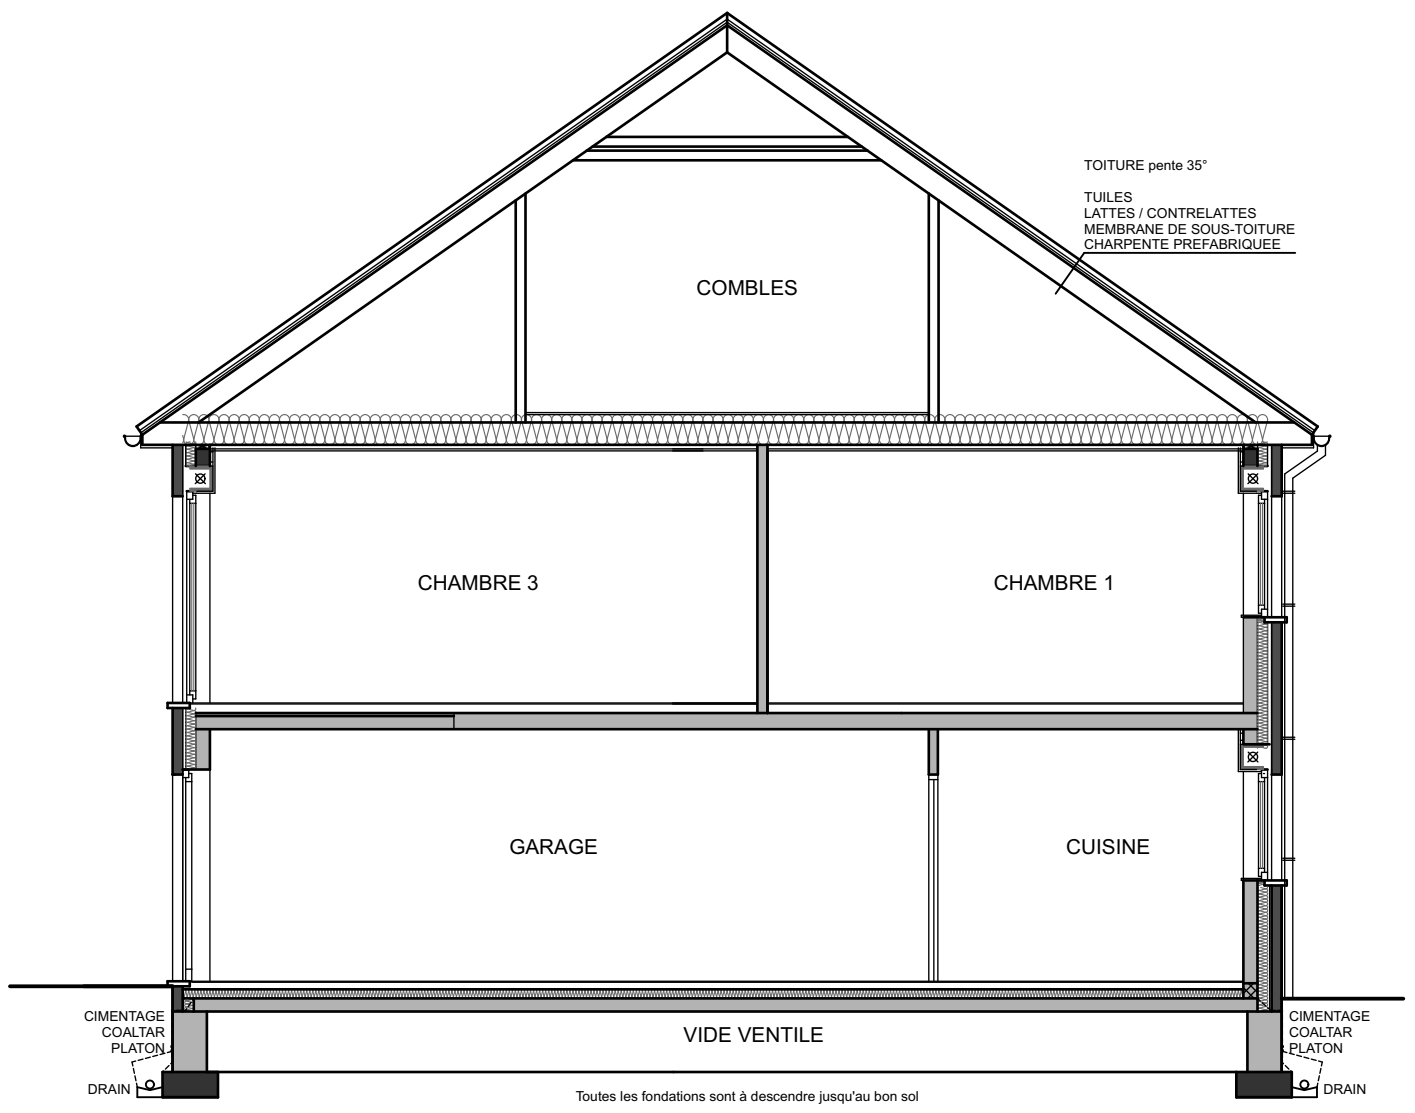 TOITURE pente 35°
TUILES
LATTES / CONTRELATTES
MEMBRANE DE SOUS-TOITURE
CHARPENTE PREFABRIQUEE
COMBLES
CHAMBRE 3
CHAMBRE 1
GARAGE
CUISINE
CIMENTAGE
COALTAR
PLATON
DRAIN
VIDE VENTILE
CIMENTAGE
COALTAR
PLATON
DRAIN
Toutes les fondations sont à descendre jusqu'au bon sol